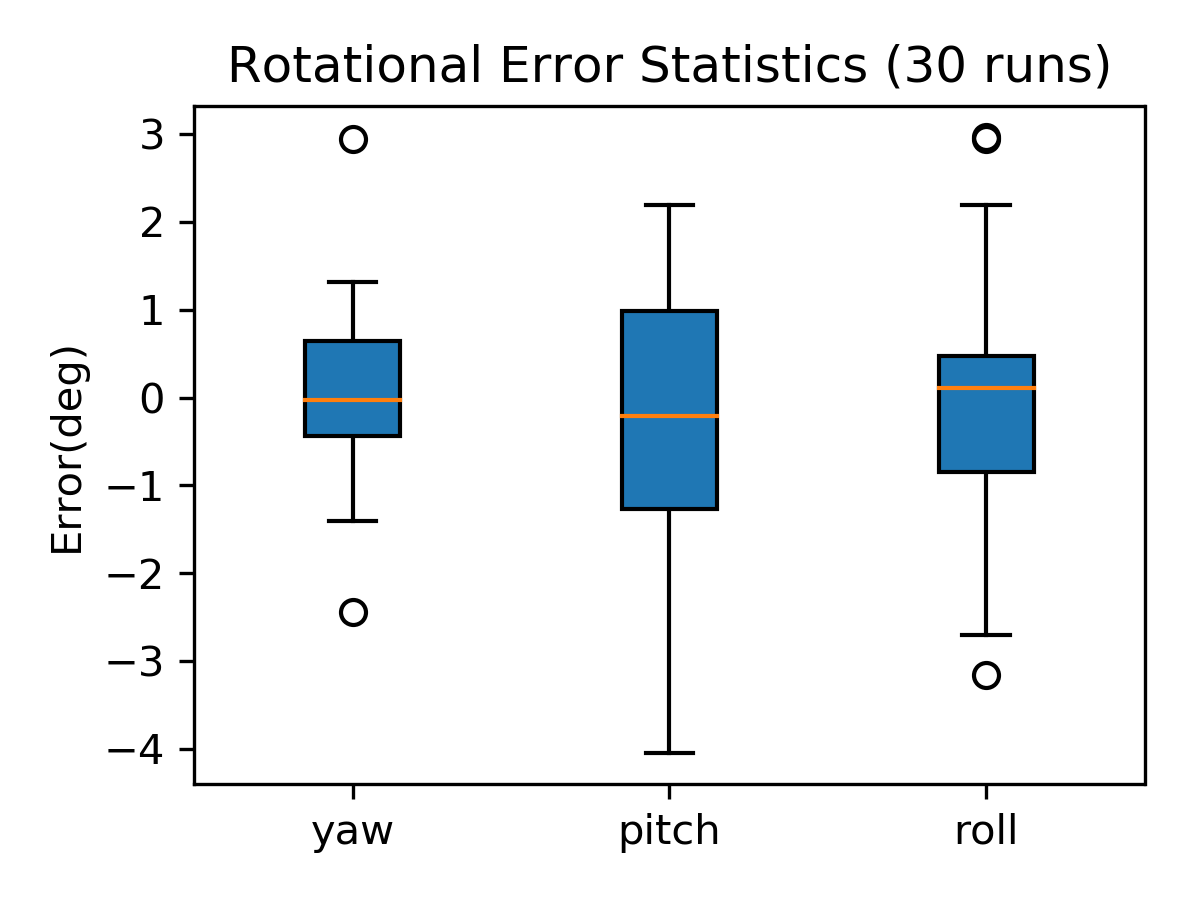 Rotational Error Statistics (30 runs)
Error(deg)
3
2
1
0
−1
−2
−3
−4
yaw pitch roll